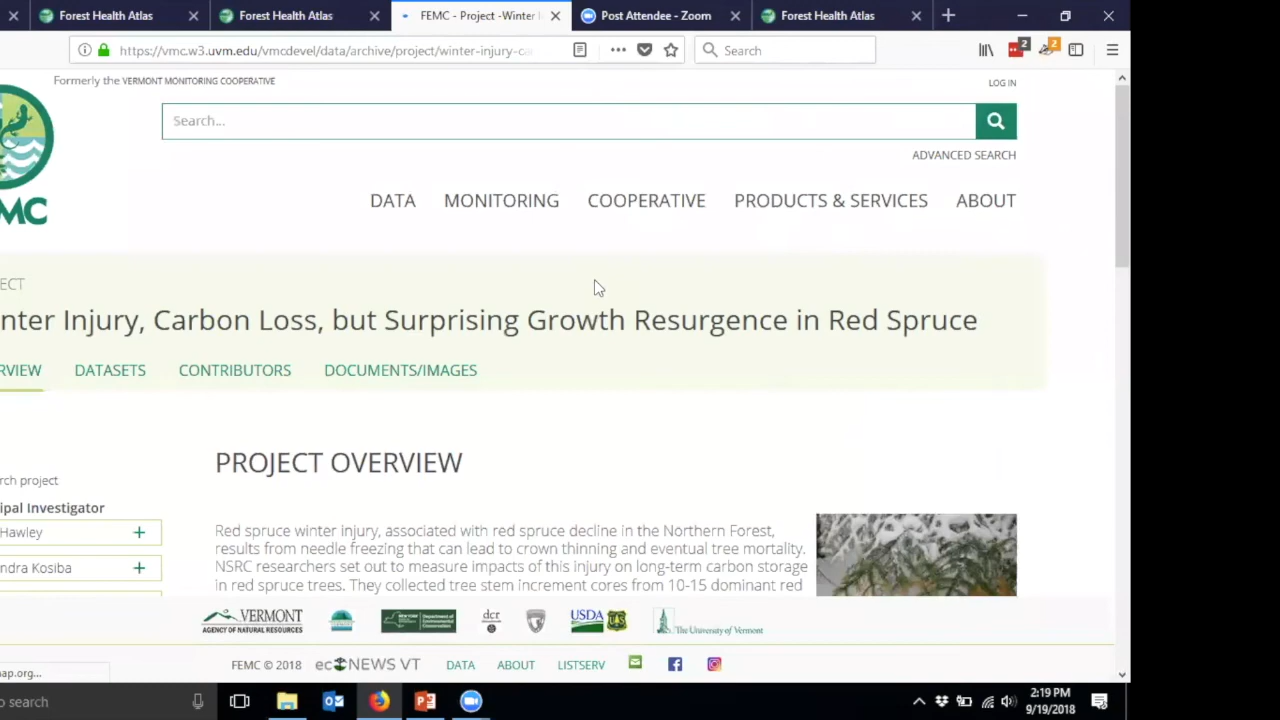 Forest Health Atlas
Forest Health Atlas
FEMC - Project -Winter I
Post Attendee - Zoom
Forest Health Atlas
https://vmc.w3.uvm.edu/vmcdevel/data/archive/project/winter-injury-ca
Search
2
2
Formerly the VERMONT MONITORING COOPERATIVE
LOG IN
Search...
ADVANCED SEARCH
MC
DATA
MONITORING
COOPERATIVE
PRODUCTS & SERVICES
ABOUT
ECT
nter Injury, Carbon Loss, but Surprising Growth Resurgence in Red Spruce
RVIEW
DATASETS
CONTRIBUTORS
DOCUMENTS/IMAGES
PROJECT OVERVIEW
rch project
ipal Investigator
Hawley
ndra Kosiba
Red spruce winter injury, associated with red spruce decline in the Northern Forest,
results from needle freezing that can lead to crown thinning and eventual tree mortality.
NSRC researchers set out to measure impacts of this injury on long-term carbon storage
in red spruce trees. They collected tree stem increment cores from 10-15 dominant red
VERMONT
AGENCY OF NATURAL RESOURCES
dcr
USDA
The University of Vermont
FEMC © 2018
ecoNEWS VT
DATA
ABOUT
LISTSERV
ap.org...
o search
2:19 PM
9/19/2018